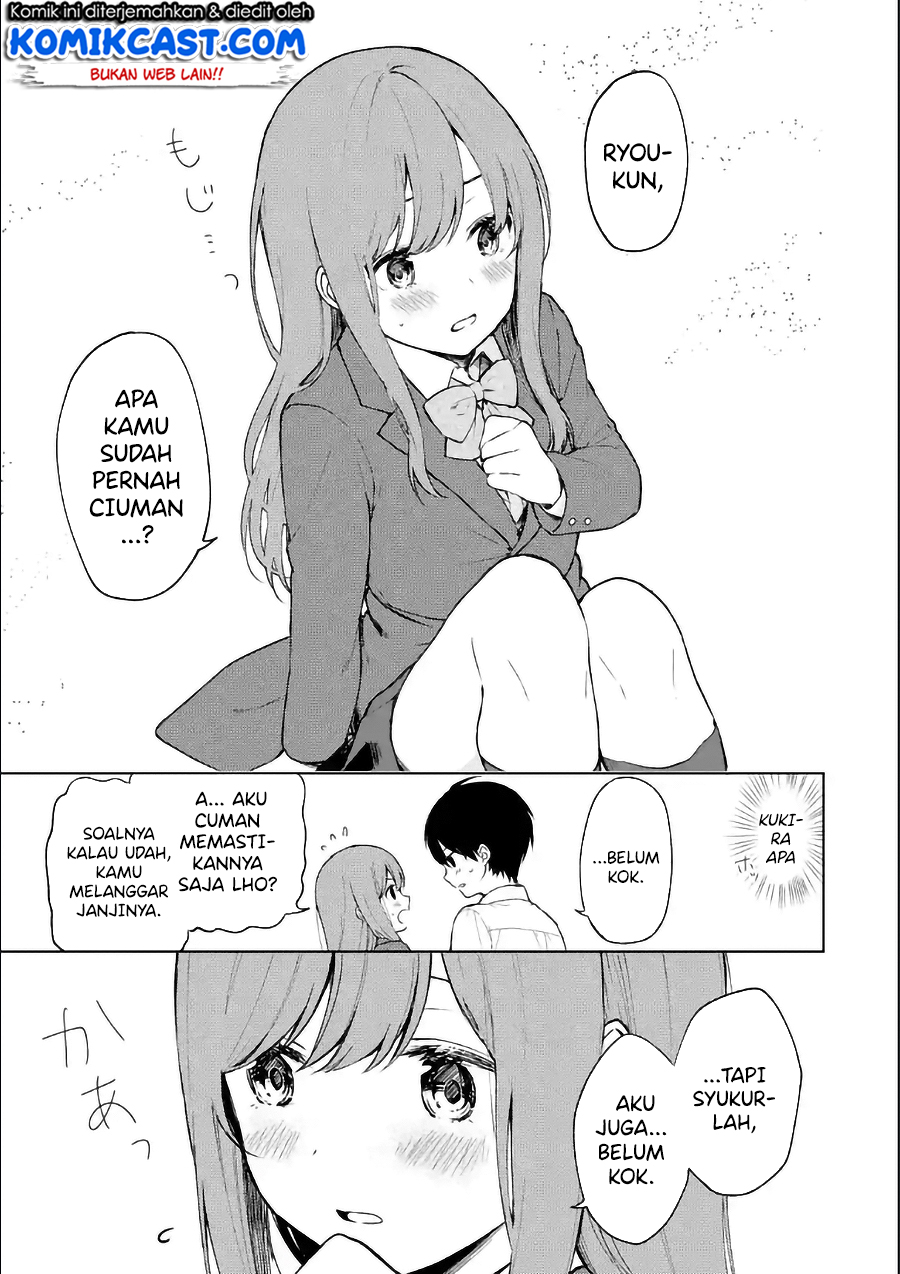 Komik ini diterjemahkan & diedit oleh
KOMIKCAST.COM
BUKAN WEB LAIN!!
RYOU-
KUN,
もじ
…っ
APA
KAMU
SUDAH
PERNAH
CIUMAN
...?
KUKI-
RA
APA
ホッ
...BELUM
KOK.
A... AKU
CUMAN
MEMASTI-
KANNYA
SAJA LHO?
SOALNYA
KALAU UDAH,
KAMU
MELANGGAR
JANJINYA.
...TAPI
SYUKUR-
LAH,
AKU
JUGA...
BELUM
KOK.
かあっ